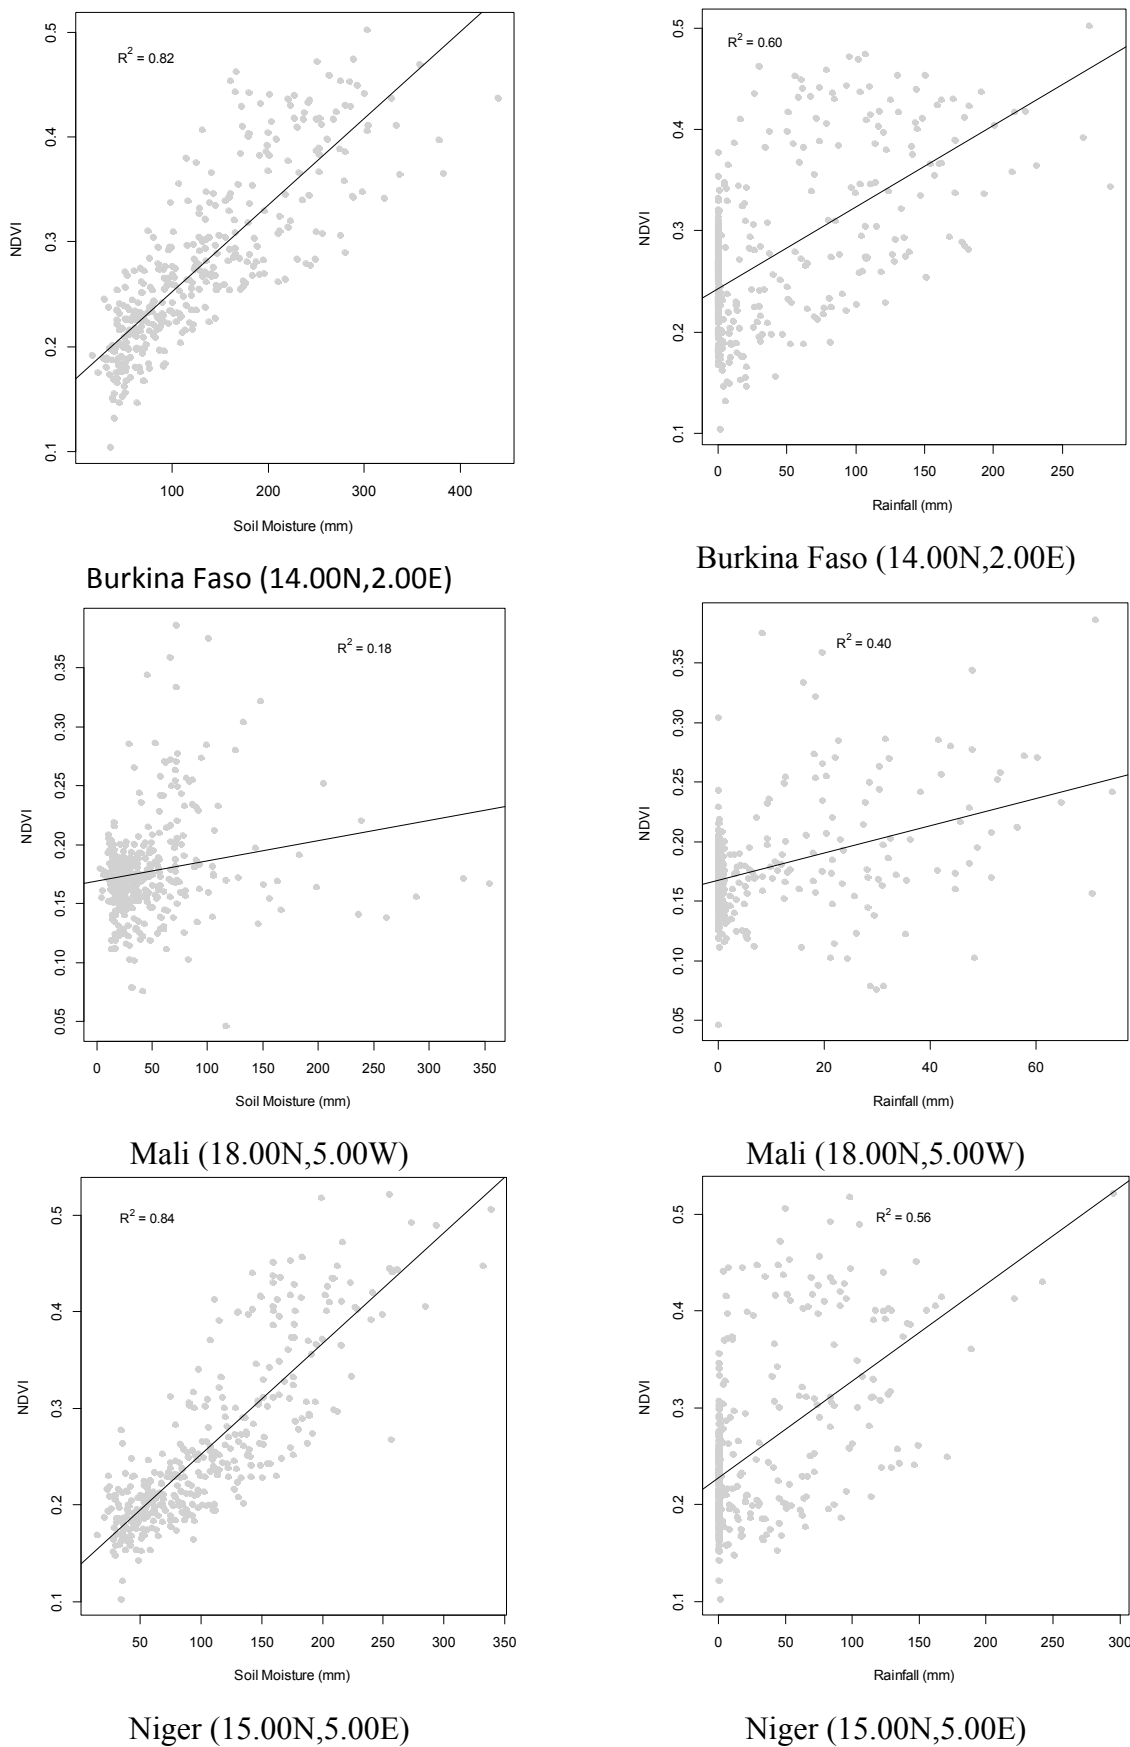 R2 = 0.82
NDVI
0.1 0.2 0.3 0.4 0.5
100 200 300 400
Soil Moisture (mm)
Burkina Faso (14.00N,2.00E)
R2 = 0.60
NDVI
0.1 0.2 0.3 0.4 0.5
0 50 100 150 200 250
Rainfall (mm)
Burkina Faso (14.00N,2.00E)
R2 = 0.18
NDVI
0.05 0.10 0.15 0.20 0.25 0.30 0.35
0 50 100 150 200 250 300 350
Soil Moisture (mm)
Mali (18.00N,5.00W)
R2 = 0.40
NDVI
0.05 0.10 0.15 0.20 0.25 0.30 0.35
0 20 40 60
Rainfall (mm)
Mali (18.00N,5.00W)
R2 = 0.84
NDVI
0.1 0.2 0.3 0.4 0.5
50 100 150 200 250 300 350
Soil Moisture (mm)
Niger (15.00N,5.00E)
R2 = 0.56
NDVI
0.1 0.2 0.3 0.4 0.5
0 50 100 150 200 250 300
Rainfall (mm)
Niger (15.00N,5.00E)